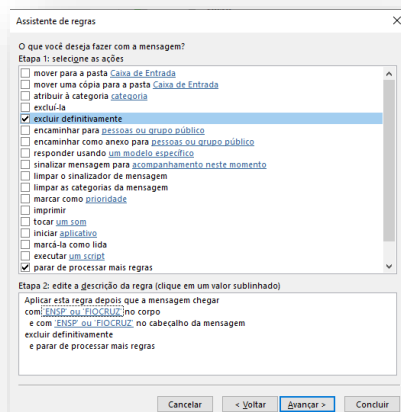 Assistente de regras
O que você deseja fazer com a mensagem?
Etapa 1: selecione as ações
mover para a pasta Caixa de Entrada
mover uma cópia para a pasta Caixa de Entrada
atribuir à categoria categoria
excluí-la
excluir definitivamente
encaminhar para pessoas ou grupo público
encaminhar como anexo para pessoas ou grupo público
responder usando um modelo específico
sinalizar mensagem para acompanhamento neste momento
limpar o sinalizador de mensagem
limpar as categorias da mensagem
marcar como prioridade
imprimir
tocar um som
iniciar aplicativo
marcá-la como lida
executar um script
parar de processar mais regras
Etapa 2: edite a descrição da regra (clique em um valor sublinhado)
Aplicar esta regra depois que a mensagem chegar
com 'ENSP' ou 'FIOCRUZ' no corpo
e com 'ENSP' ou 'FIOCRUZ' no cabeçalho da mensagem
excluir definitivamente
e parar de processar mais regras
Cancelar < Voltar Avançar > Concluir